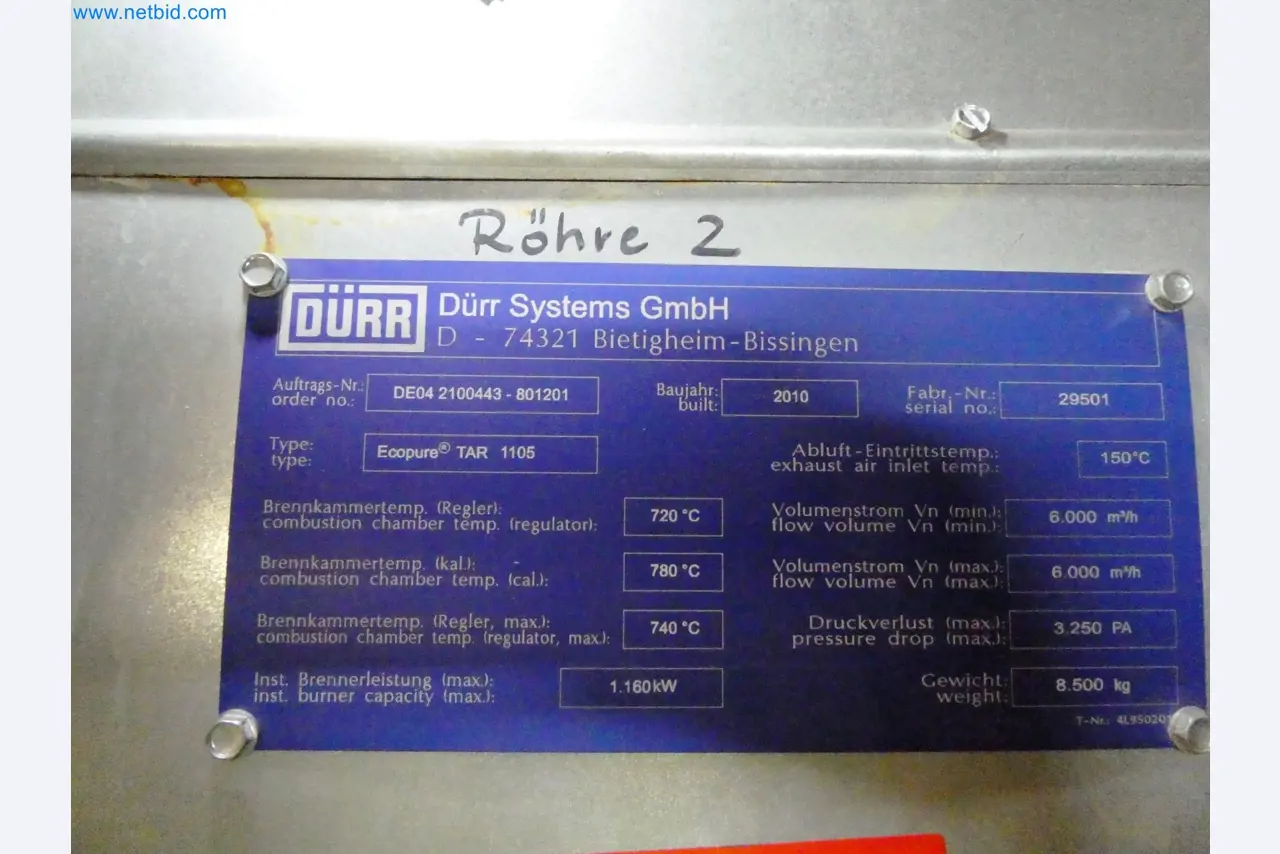 www.netbid.com
Röhre 2
DÜRR
Dürr Systems GmbH
D - 74321 Bietigheim-Bissingen
Auftrags-Nr.:
order no.:
DE04 2100443 - 801201
Baujahr:
built:
2010
Fabr.-Nr.:
serial no.:
29501
Type:
type:
Ecopure® TAR 1105
Abluft-Eintrittstemp.:
exhaust air inlet temp.:
150°C
Brennkammertemp. (Regler):
combustion chamber temp. (regulator):
720 °C
Volumenstrom Vn (min.):
flow volume Vn (min.):
6.000 m³/h
Brennkammertemp. (kal.):
combustion chamber temp. (cal.):
780 °C
Volumenstrom Vn (max.):
flow volume Vn (max.):
6.000 m³/h
Brennkammertemp. (Regler, max.):
combustion chamber temp. (regulator, max.):
740 °C
Druckverlust (max.):
pressure drop (max.):
3.250 PA
Inst. Brennerleistung (max.):
inst. burner capacity (max.):
1.160kW
Gewicht:
weight:
8.500 kg
T-Nr.: